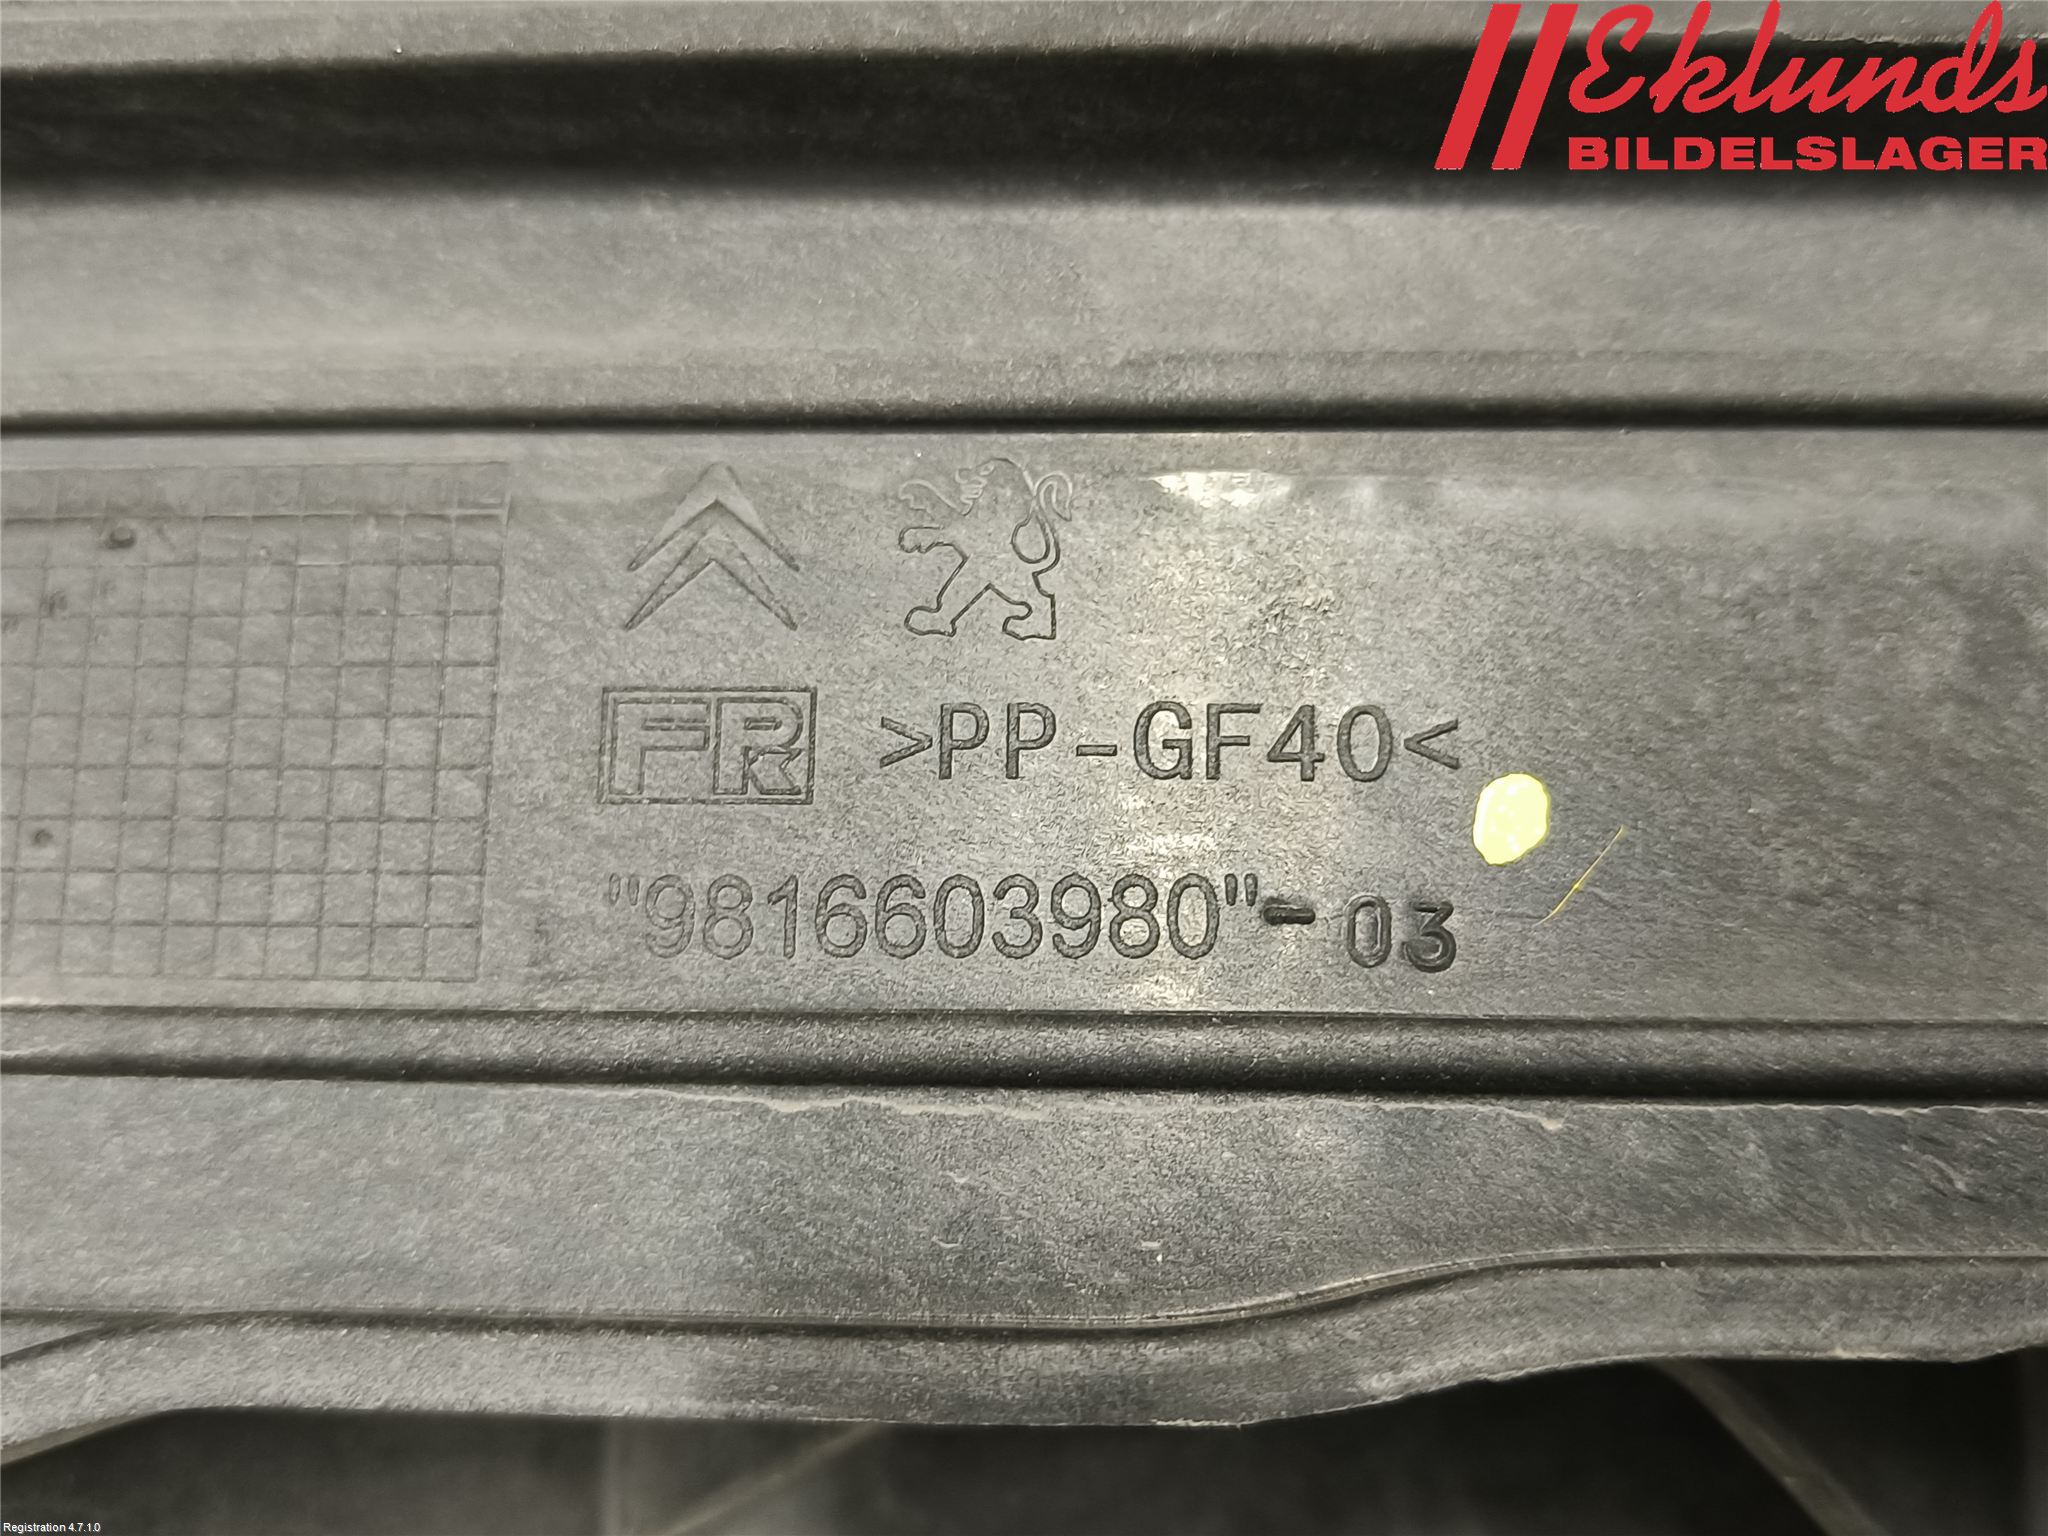 Eklunds
BILDELSLAGER
FR >PP-GF40<
"9816603980"-03
Registration 4.7.1.0